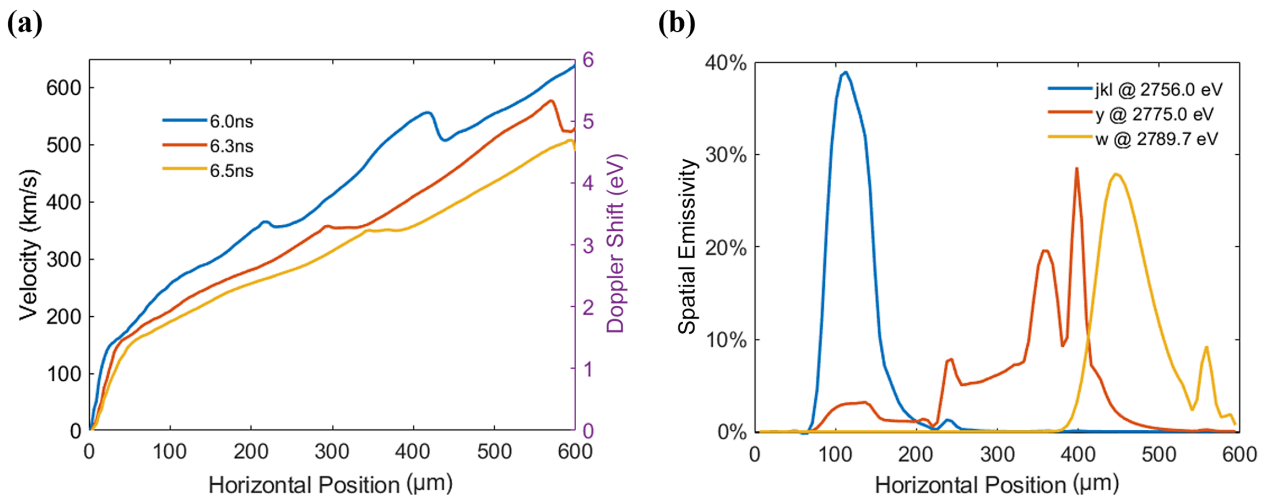 (a)
Velocity (km/s)
600
500
400
300
200
100
0
6.0ns
6.3ns
6.5ns
6
5
4
3
2
1
0
Doppler Shift (eV)
0 100 200 300 400 500 600
Horizontal Position (μm)
(b)
Spatial Emissivity
40%
30%
20%
10%
0%
jkl @ 2756.0 eV
y @ 2775.0 eV
w @ 2789.7 eV
0 100 200 300 400 500 600
Horizontal Position (μm)